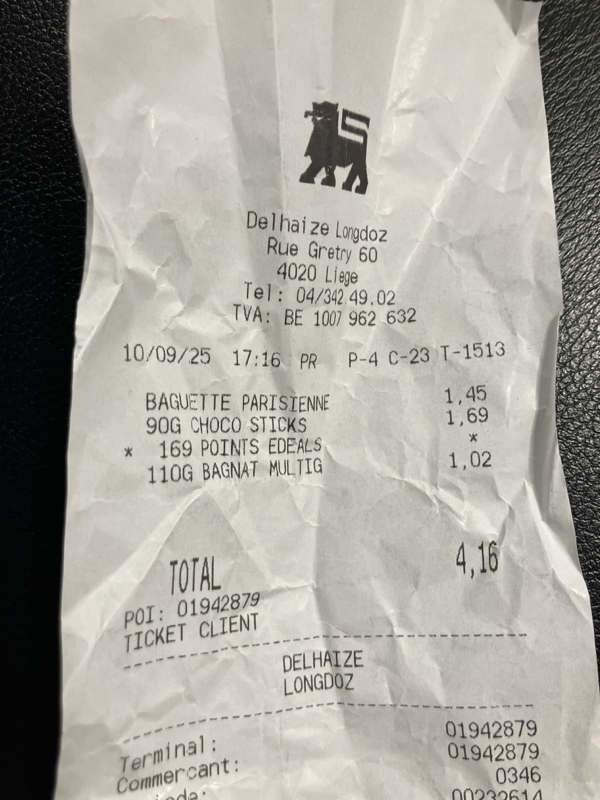 Delhaize Longdoz
Rue Gretry 60
4020 Liege
Tel: 04/342.49.02
TVA: BE 1007 962 632
10/09/25 17:16 PR P-4 C-23 T-1513
BAGUETTE PARISIENNE 1,45
90G CHOCO STICKS 1,69
* 169 POINTS EDEALS *
110G BAGNAT MULTIG 1,02
TOTAL 4,16
POI: 01942879
TICKET CLIENT
DELHAIZE
LONGDOZ
01942879
Terminal: 01942879
Commercant: 0346
00232614